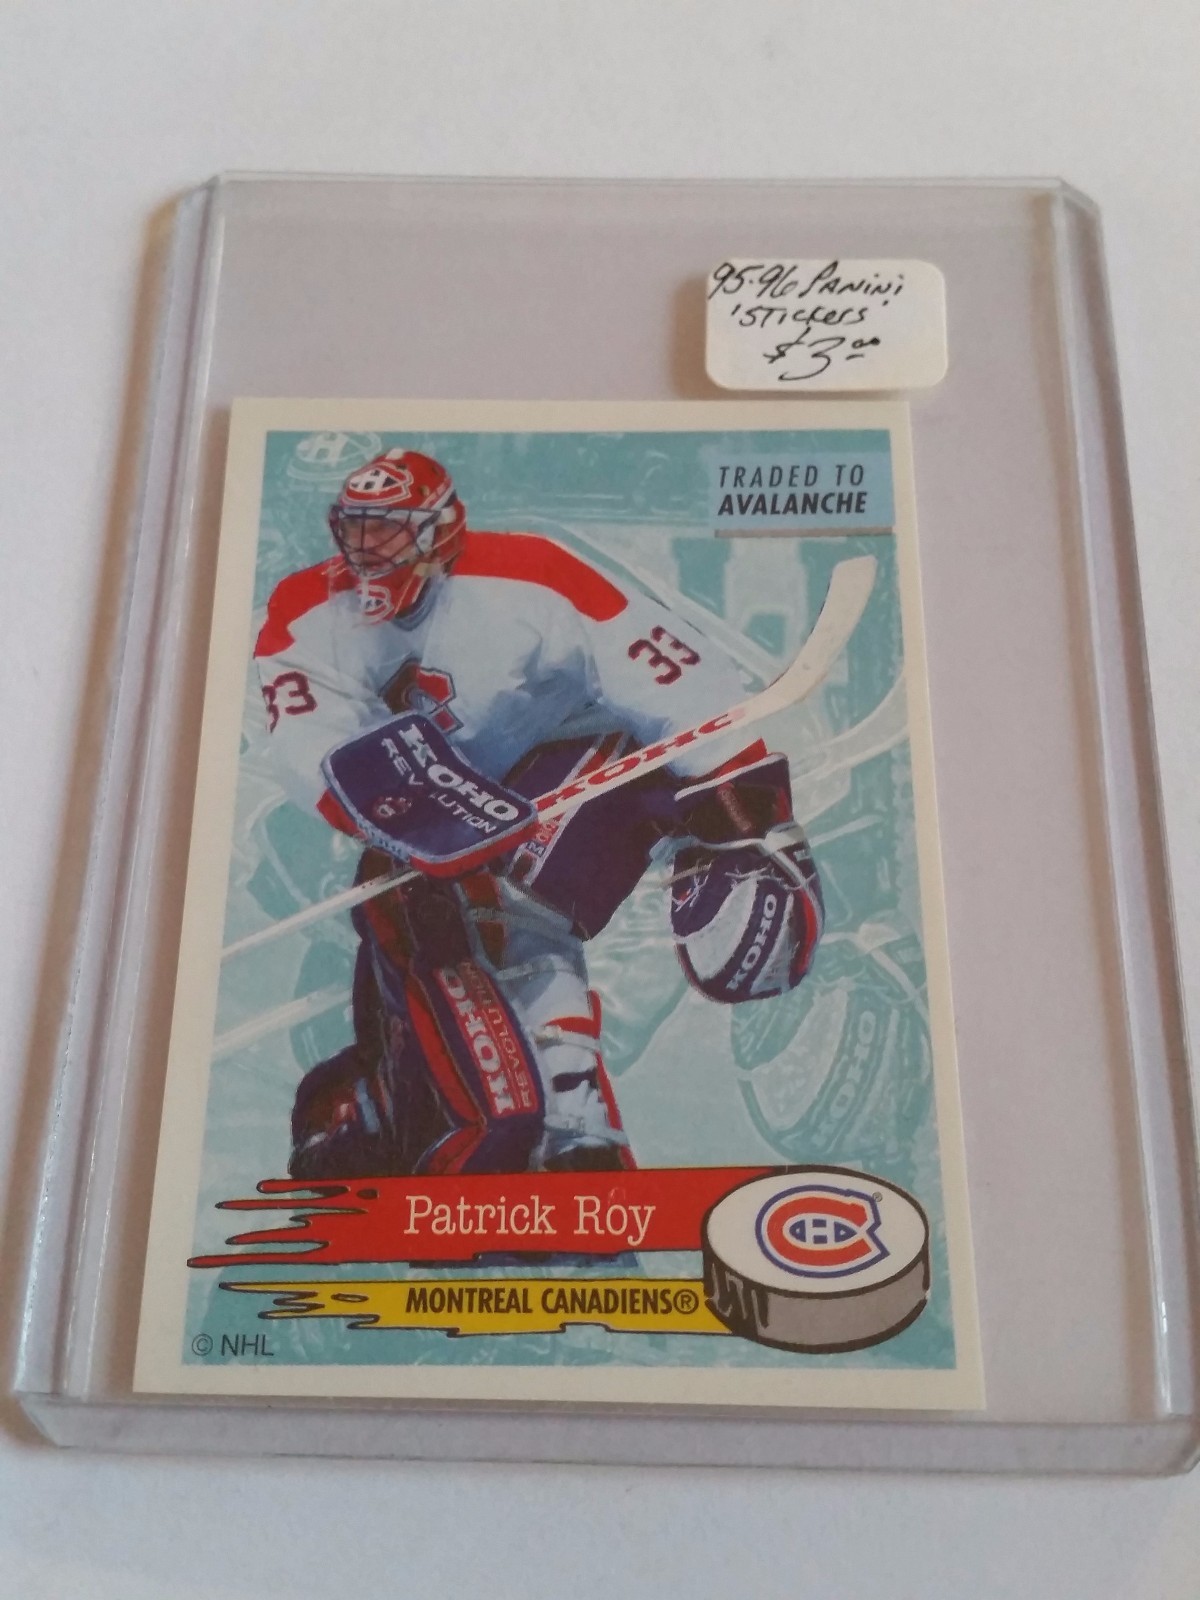 95-96 Panini
'Stickers'
$3.00
TRADED TO
AVALANCHE
33
33
KOHO
REVOLUTION
KOHO
KOHO
KOHO
REVOLUTION
KOHO
Patrick Roy
MONTREAL CANADIENS®
© NHL